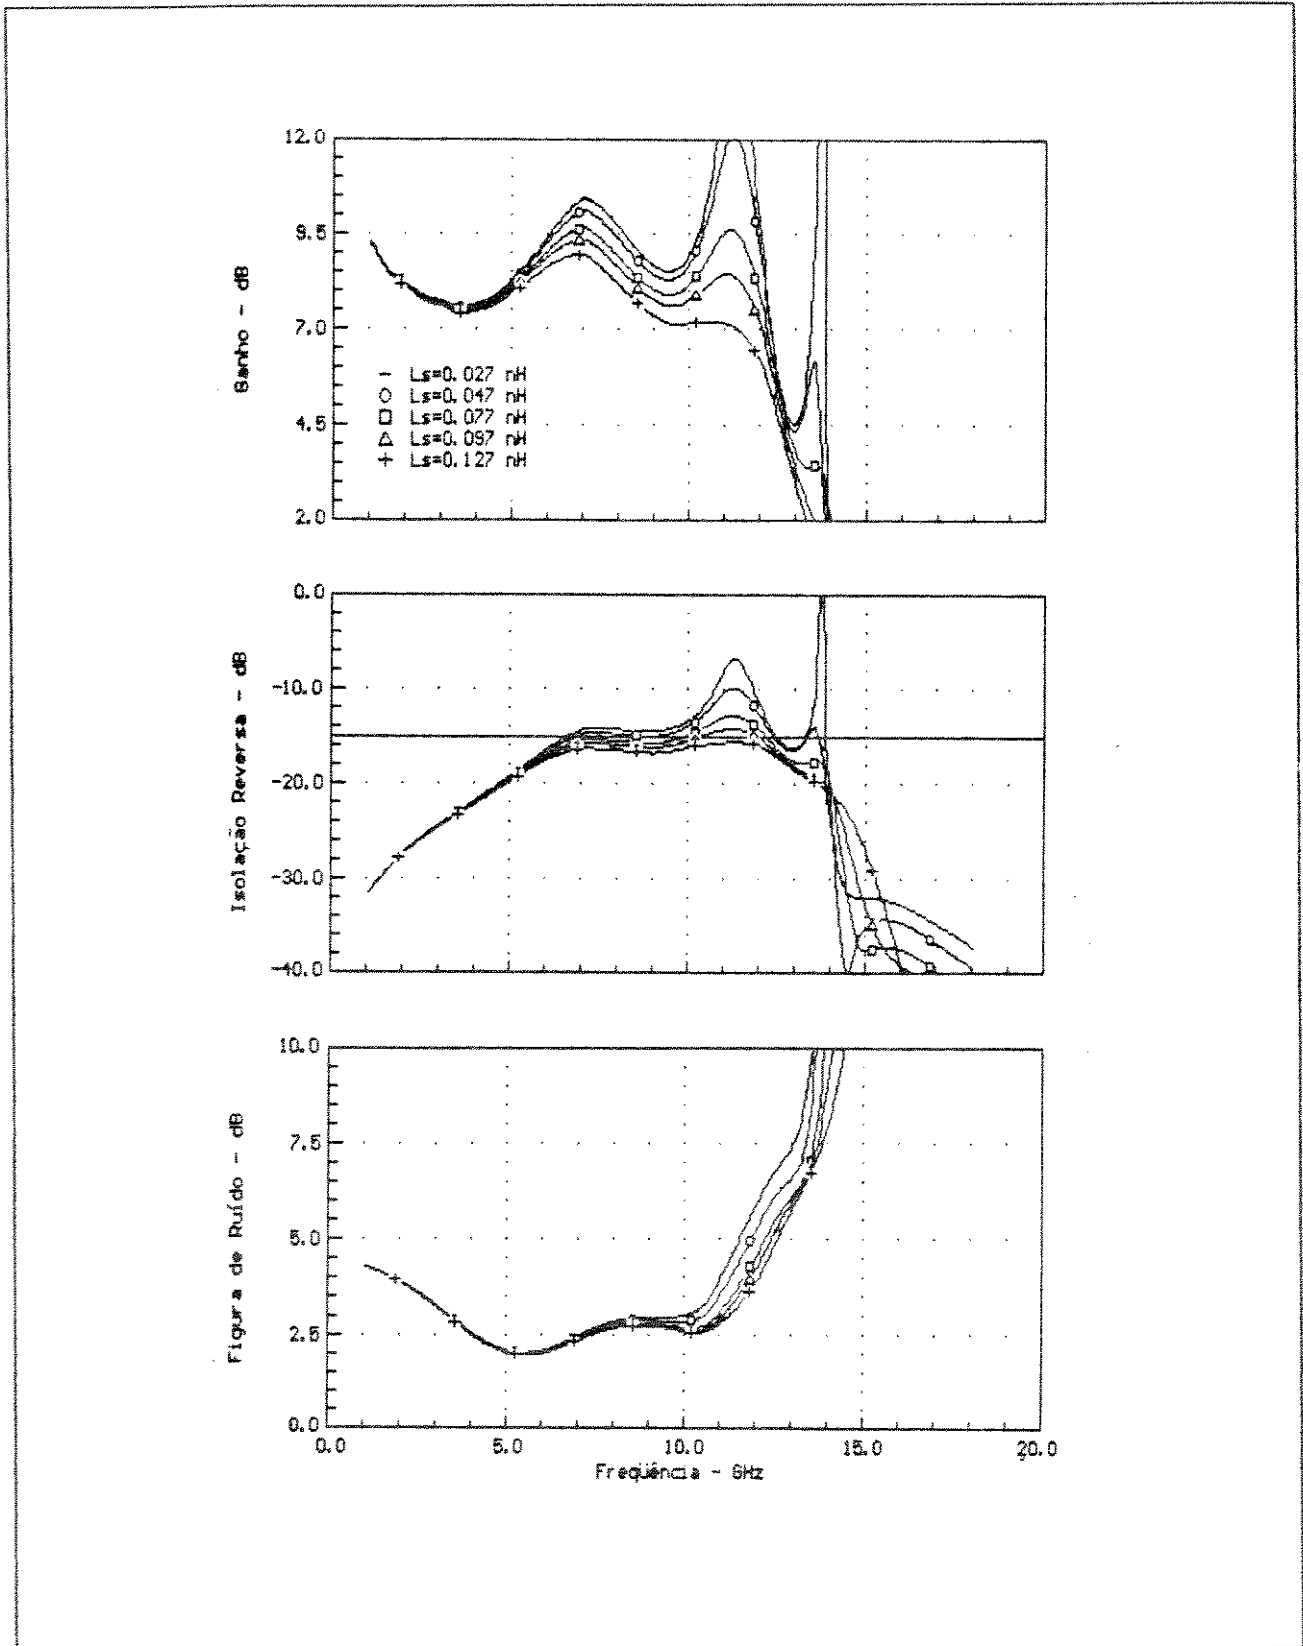 12.0
9.5
7.0
4.5
2.0
Ganho - dB
- Ls=0.027 nH
○ Ls=0.047 nH
□ Ls=0.077 nH
△ Ls=0.097 nH
+ Ls=0.127 nH
0.0
-10.0
-20.0
-30.0
-40.0
Isolação Reversa - dB
10.0
7.5
5.0
2.5
0.0
Figura de Ruído - dB
0.0 5.0 10.0 15.0 20.0
Freqüência - GHz